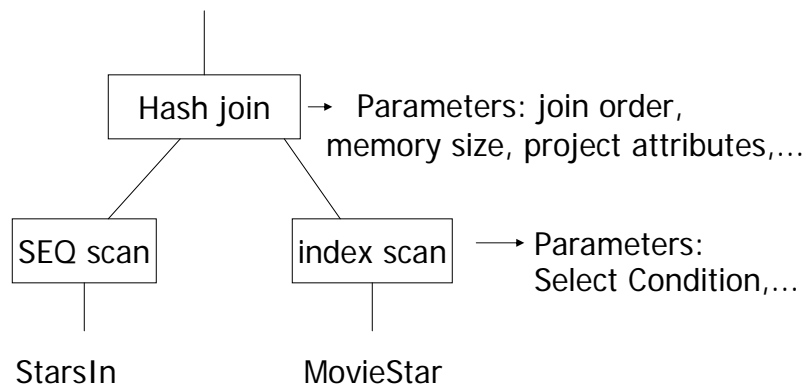 Hash join
Parameters: join order,
memory size, project attributes,...
SEQ scan
index scan
Parameters:
Select Condition,...
StarsIn
MovieStar